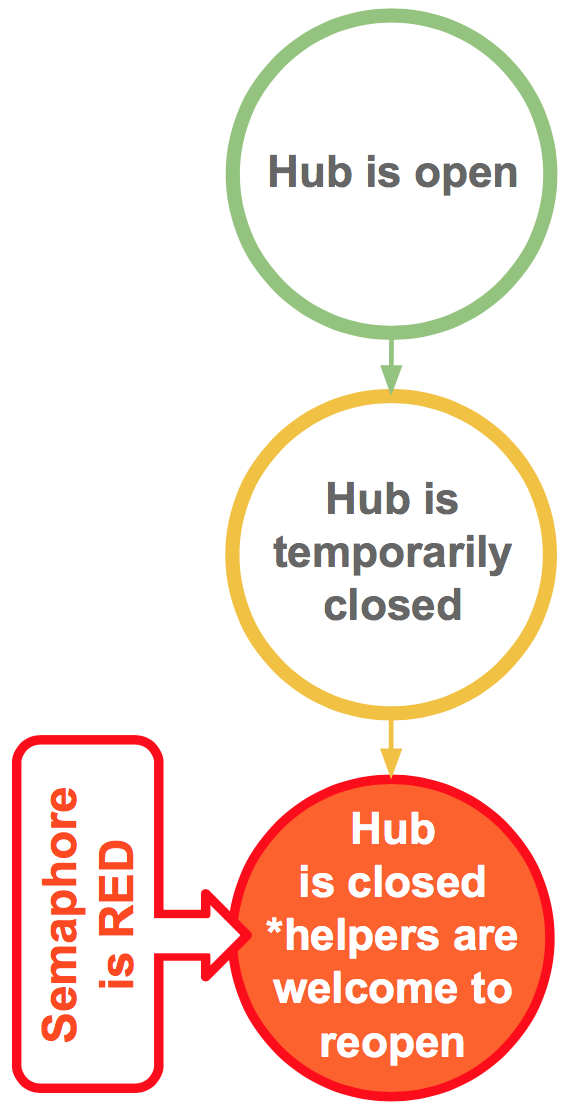 Hub is open
Hub is
temporarily
closed
Semaphore
is RED
Hub
is closed
*helpers are
welcome to
reopen